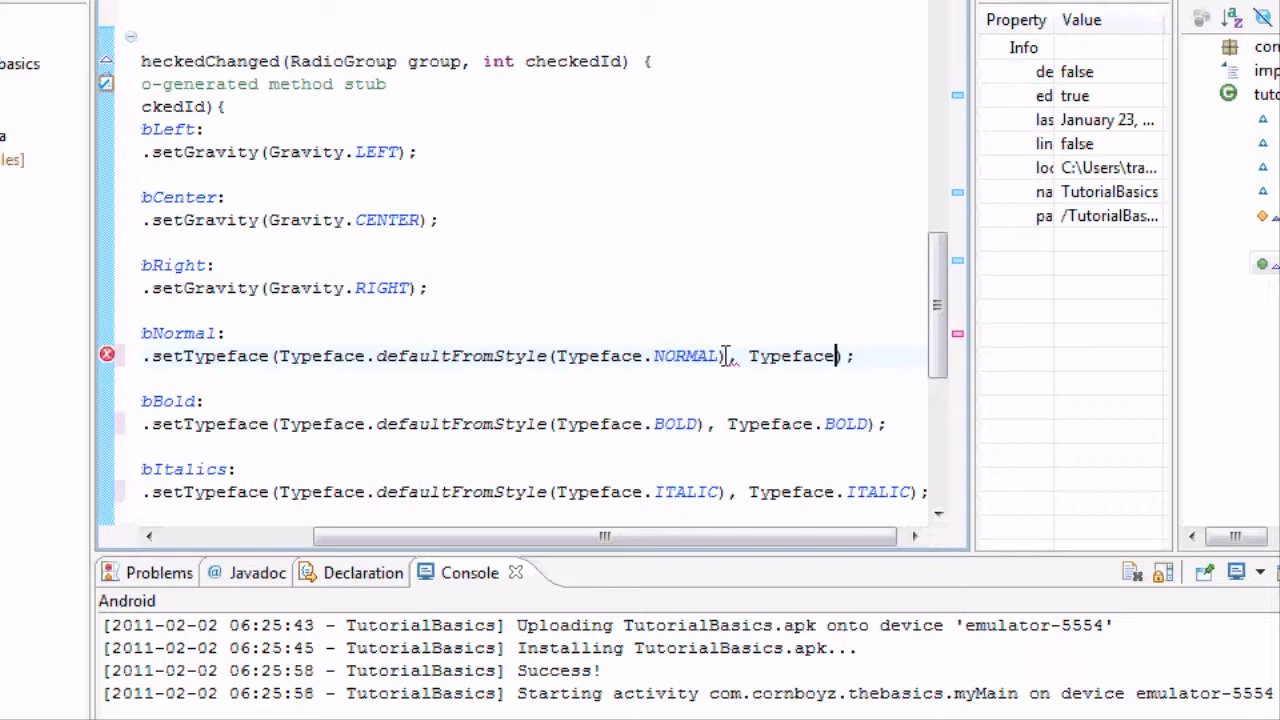 Property Value
Info
de false
ed true
las January 23, ...
lin false
loc C:\Users\tra...
na TutorialBasics
pa /TutorialBas...
con
imp
tuto
basics
a
les]
heckedChanged(RadioGroup group, int checkedId) {
o-generated method stub
ckedId){
bLeft:
.setGravity(Gravity.LEFT);
bCenter:
.setGravity(Gravity.CENTER);
bRight:
.setGravity(Gravity.RIGHT);
bNormal:
.setTypeface(Typeface.defaultFromStyle(Typeface.NORMAL), Typeface);
bBold:
.setTypeface(Typeface.defaultFromStyle(Typeface.BOLD), Typeface.BOLD);
bItalics:
.setTypeface(Typeface.defaultFromStyle(Typeface.ITALIC), Typeface.ITALIC);
Problems @ Javadoc Declaration Console
Android
[2011-02-02 06:25:43 - TutorialBasics] Uploading TutorialBasics.apk onto device 'emulator-5554'
[2011-02-02 06:25:45 - TutorialBasics] Installing TutorialBasics.apk...
[2011-02-02 06:25:58 - TutorialBasics] Success!
[2011-02-02 06:25:58 - TutorialBasics] Starting activity com.cornboyz.thebasics.myMain on device emulator-5554